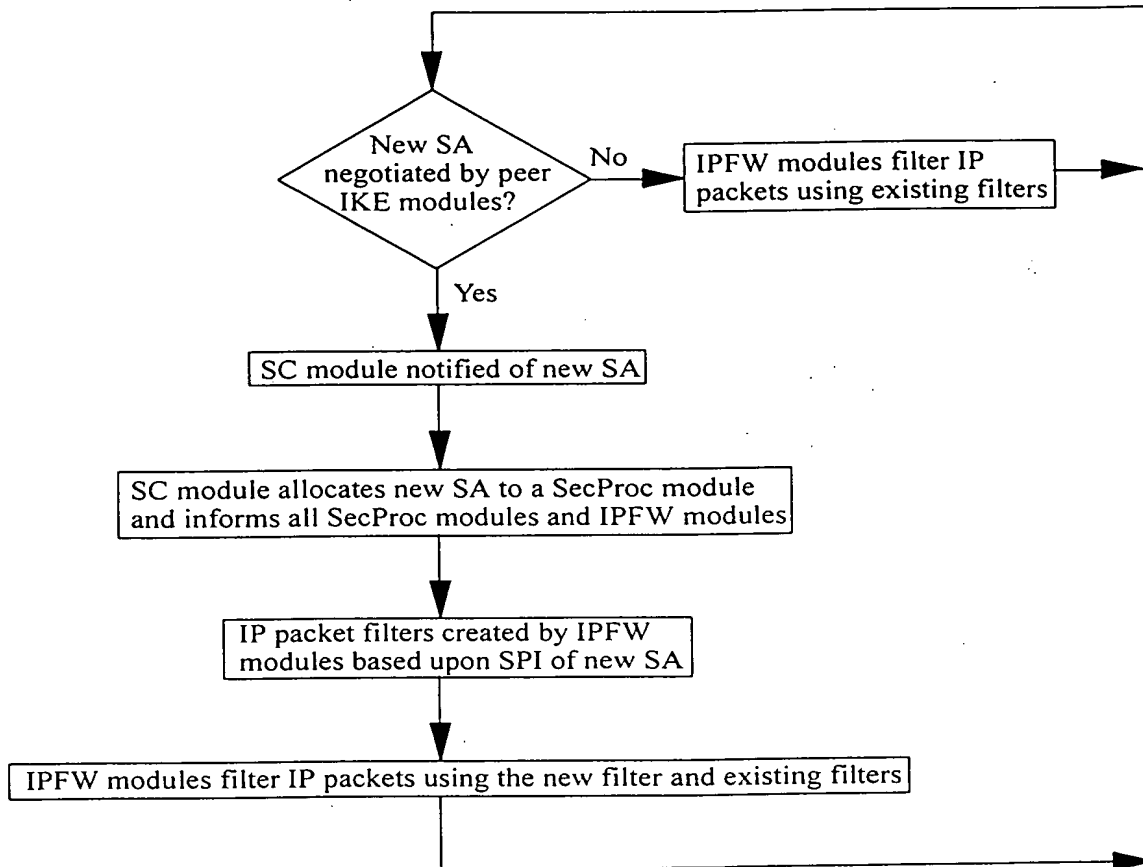 New SA
negotiated by peer
IKE modules?
No
IPFW modules filter IP
packets using existing filters
Yes
SC module notified of new SA
SC module allocates new SA to a SecProc module
and informs all SecProc modules and IPFW modules
IP packet filters created by IPFW
modules based upon SPI of new SA
IPFW modules filter IP packets using the new filter and existing filters